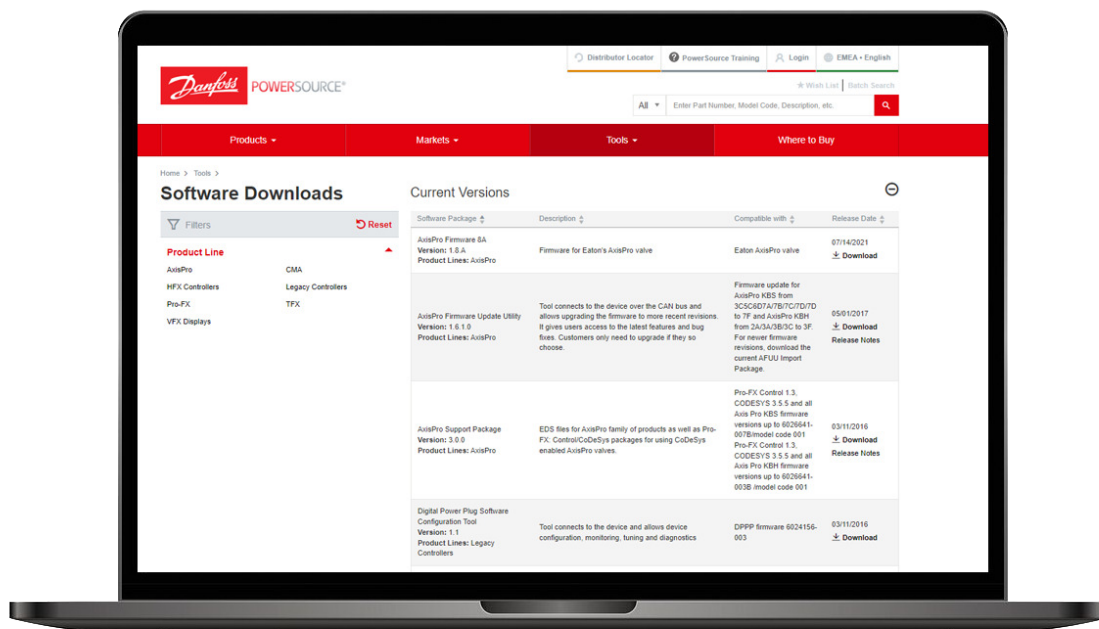 Distributor Locator
PowerSource Training
Login
EMEA • English
Danfoss
POWERSOURCE®
Wish List
Batch Search
All
Enter Part Number, Model Code, Description, etc.
Products
Markets
Tools
Where to Buy
Home > Tools >
Software Downloads
Filters
Reset
Product Line
AxisPro
CMA
HFX Controllers
Legacy Controllers
Pro-FX
TFX
VFX Displays
Current Versions
Software Package
Description
Compatible with
Release Date
AxisPro Firmware 8A
Version: 1.8.A
Product Lines: AxisPro
Firmware for Eaton's AxisPro valve
Eaton AxisPro valve
07/14/2021
Download
AxisPro Firmware Update Utility
Version: 1.6.1.0
Product Lines: AxisPro
Tool connects to the device over the CAN bus and
allows upgrading the firmware to more recent revisions.
It gives users access to the latest features and bug
fixes. Customers only need to upgrade if they so
choose.
Firmware update for
AxisPro KBS from
3C5C6D7A/7B/7C/7D/7D
to 7F and AxisPro KBH
from 2A/3A/3B/3C to 3F.
For newer firmware
revisions, download the
current AFUU Import
Package.
05/01/2017
Download
Release Notes
AxisPro Support Package
Version: 3.0.0
Product Lines: AxisPro
EDS files for AxisPro family of products as well as Pro-
FX: Control/CoDeSys packages for using CoDeSys
enabled AxisPro valves.
Pro-FX Control 1.3,
CODESYS 3.5.5 and all
Axis Pro KBS firmware
versions up to 6026641-
007B/model code 001
Pro-FX Control 1.3,
CODESYS 3.5.5 and all
Axis Pro KBH firmware
versions up to 6026641-
003B /model code 001
03/11/2016
Download
Release Notes
Digital Power Plug Software
Configuration Tool
Version: 1.1
Product Lines: Legacy
Controllers
Tool connects to the device and allows device
configuration, monitoring, tuning and diagnostics
DPPP firmware 6024156-
003
03/11/2016
Download